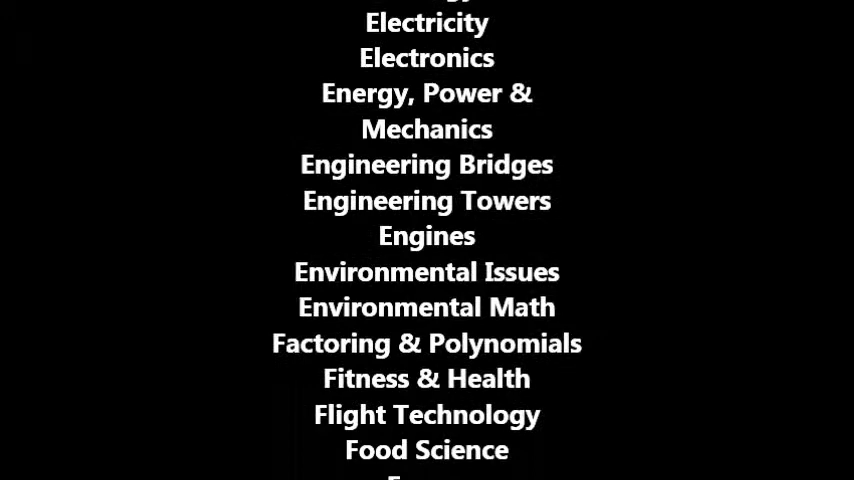 Electricity
Electronics
Energy, Power &
Mechanics
Engineering Bridges
Engineering Towers
Engines
Environmental Issues
Environmental Math
Factoring & Polynomials
Fitness & Health
Flight Technology
Food Science